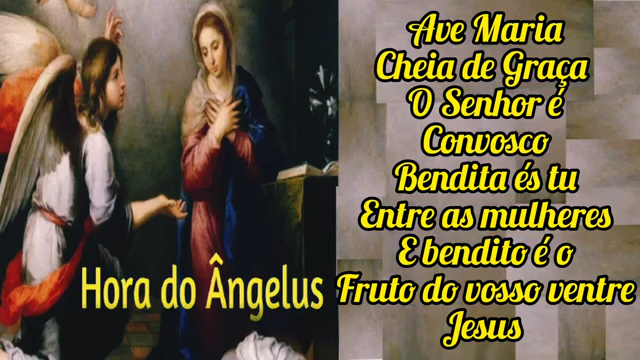 Hora do Ângelus
Ave Maria
Cheia de Graça
O Senhor é
Convosco
Bendita és tu
Entre as mulheres
E bendito é o
Fruto do vosso ventre
Jesus